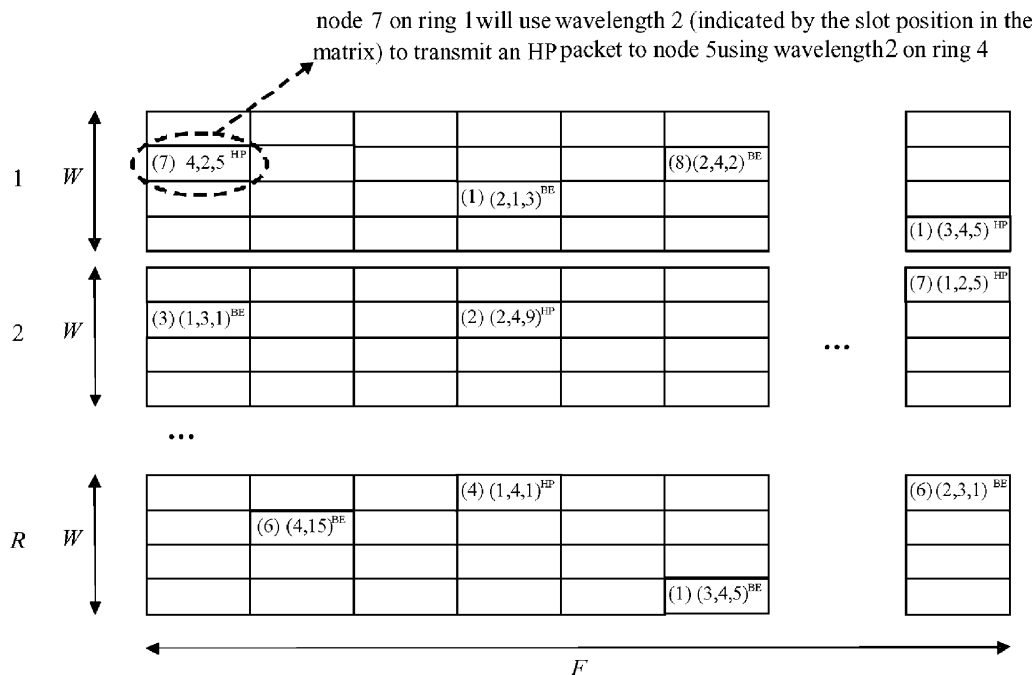 node 7 on ring 1 will use wavelength 2 (indicated by the slot position in the
matrix) to transmit an HP packet to node 5using wavelength2 on ring 4
1 W
(7) 4,2,5 HP
(8)(2,4,2)BE
(1) (2,1,3)BE
(1) (3,4,5) HP
2 W
(7) (1,2,5) HP
(3) (1,3,1)BE
(2) (2,4,9)HP
...
...
R W
(4) (1,4,1)HP
(6) (2,3,1) BE
(6) (4,15)BE
(1) (3,4,5)BE
F